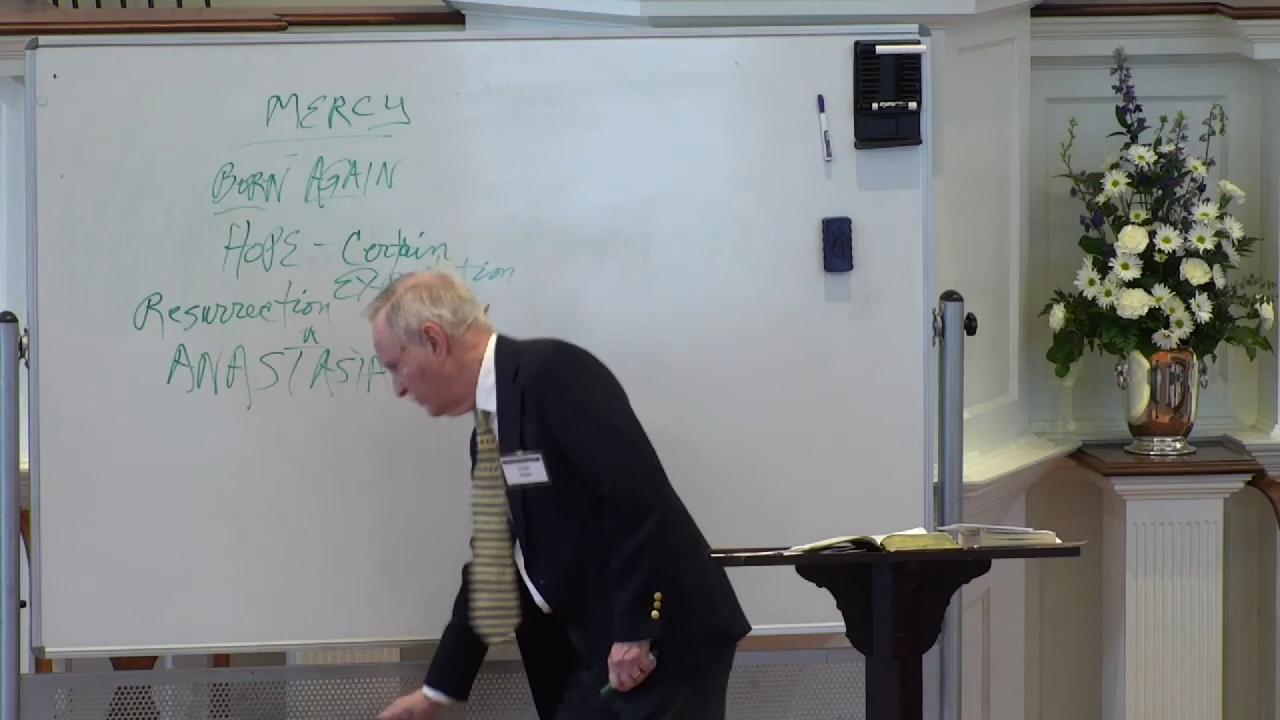 MERCY
BORN AGAIN
HOPE - Certain
Resurrection
a
ANASTASIA